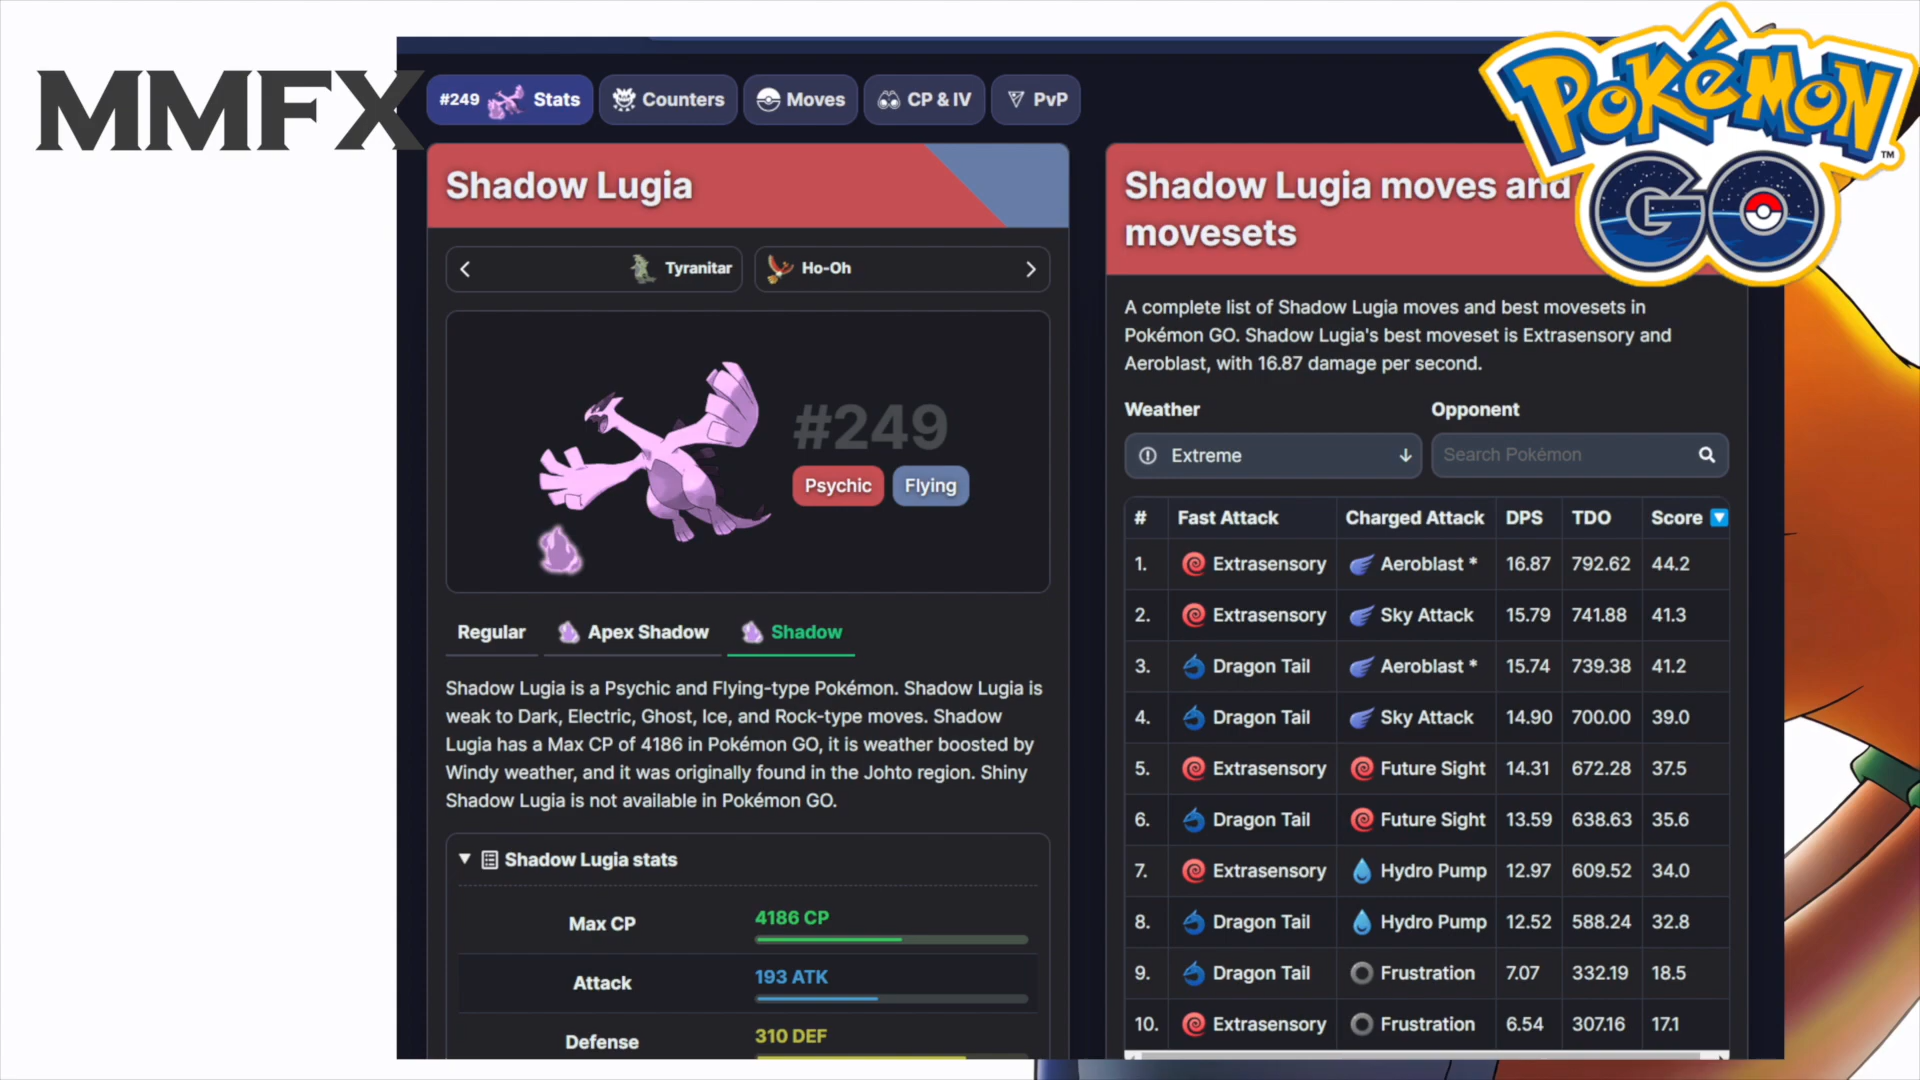 MMFX
#249 Stats
Counters
Moves
CP & IV
PvP
Pokémon
GO
TM
Shadow Lugia
Tyranitar
Ho-Oh
#249
Psychic
Flying
Regular
Apex Shadow
Shadow
Shadow Lugia is a Psychic and Flying-type Pokémon. Shadow Lugia is
weak to Dark, Electric, Ghost, Ice, and Rock-type moves. Shadow
Lugia has a Max CP of 4186 in Pokémon GO, it is weather boosted by
Windy weather, and it was originally found in the Johto region. Shiny
Shadow Lugia is not available in Pokémon GO.
Shadow Lugia stats
Max CP 4186 CP
Attack 193 ATK
Defense 310 DEF
Shadow Lugia moves and
movesets
A complete list of Shadow Lugia moves and best movesets in
Pokémon GO. Shadow Lugia's best moveset is Extrasensory and
Aeroblast, with 16.87 damage per second.
Weather Opponent
Extreme Search Pokémon
# Fast Attack Charged Attack DPS TDO Score
1. Extrasensory Aeroblast * 16.87 792.62 44.2
2. Extrasensory Sky Attack 15.79 741.88 41.3
3. Dragon Tail Aeroblast * 15.74 739.38 41.2
4. Dragon Tail Sky Attack 14.90 700.00 39.0
5. Extrasensory Future Sight 14.31 672.28 37.5
6. Dragon Tail Future Sight 13.59 638.63 35.6
7. Extrasensory Hydro Pump 12.97 609.52 34.0
8. Dragon Tail Hydro Pump 12.52 588.24 32.8
9. Dragon Tail Frustration 7.07 332.19 18.5
10. Extrasensory Frustration 6.54 307.16 17.1